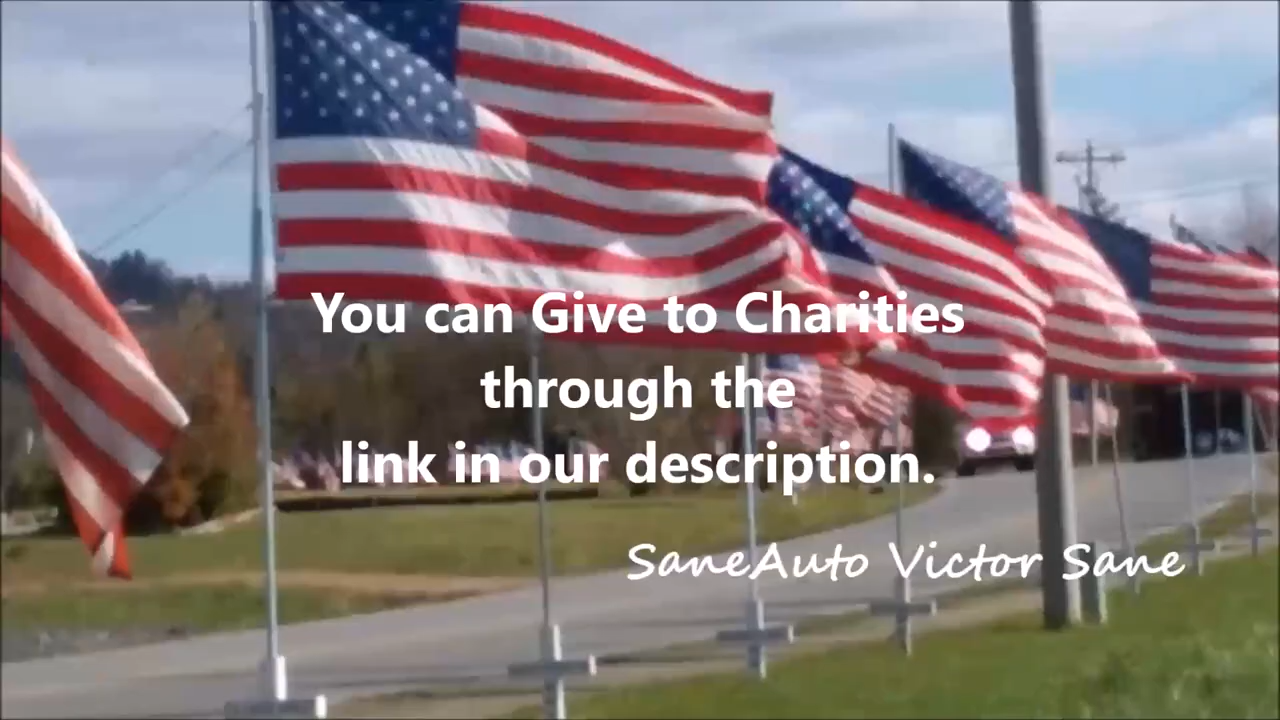 You can Give to Charities
through the
link in our description.
SaneAuto Victor Sane